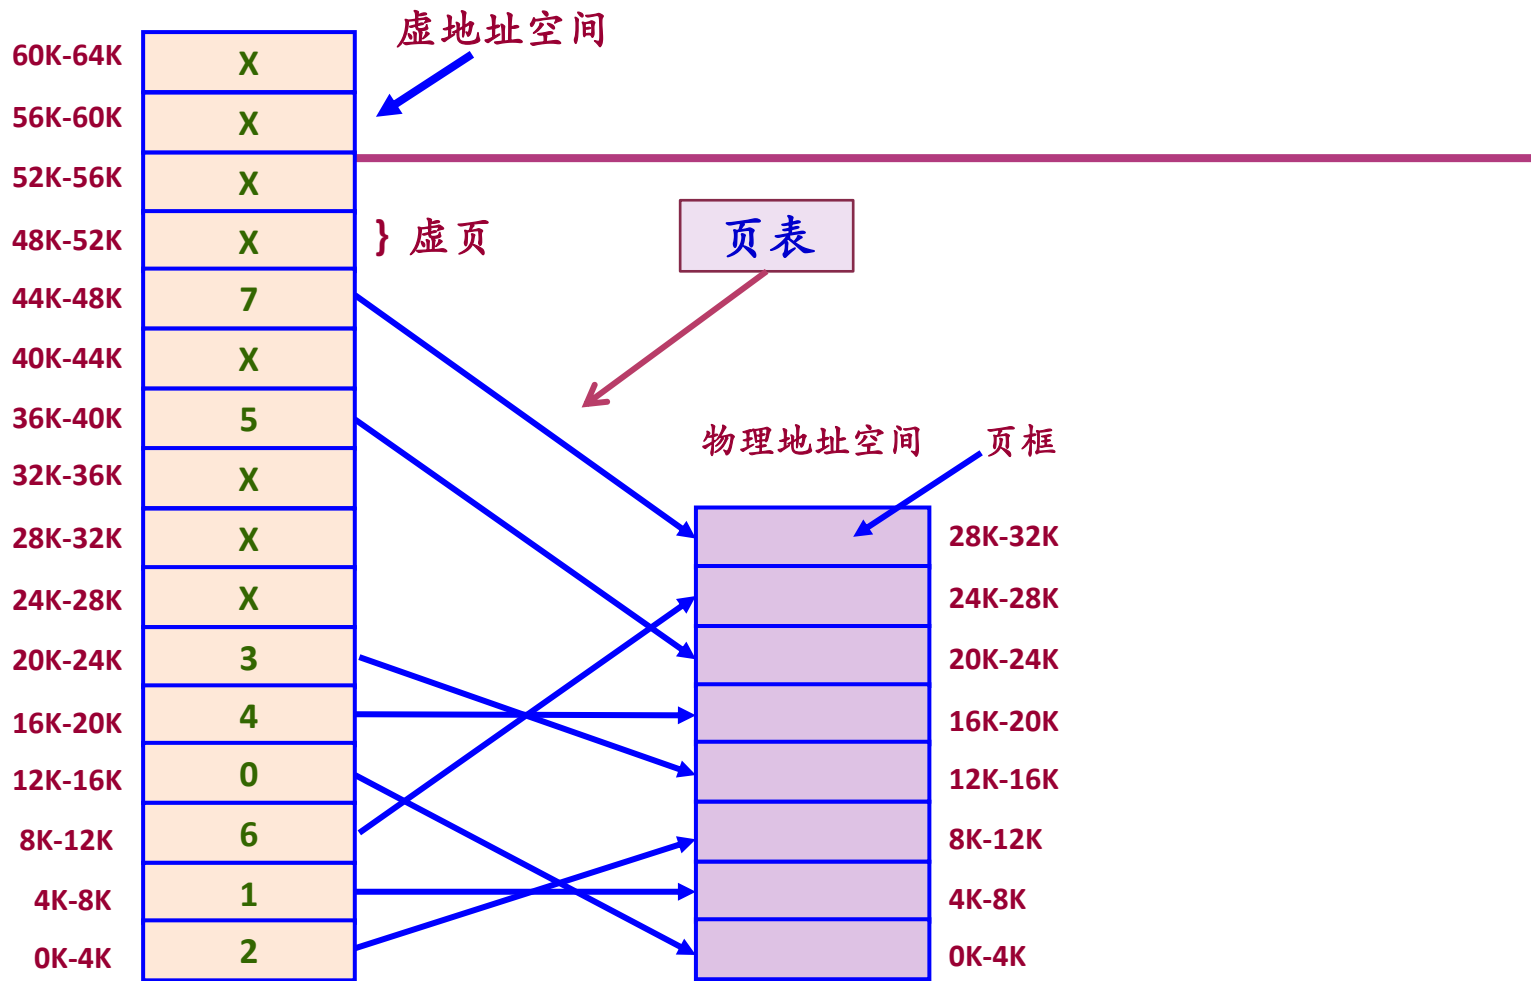 虚地址空间
60K-64K X
56K-60K X
52K-56K X
48K-52K X } 虚页
页表
44K-48K 7
40K-44K X
36K-40K 5
物理地址空间 页框
32K-36K X
28K-32K X 28K-32K
24K-28K X 24K-28K
20K-24K 3 20K-24K
16K-20K 4 16K-20K
12K-16K 0 12K-16K
8K-12K 6 8K-12K
4K-8K 1 4K-8K
0K-4K 2 0K-4K